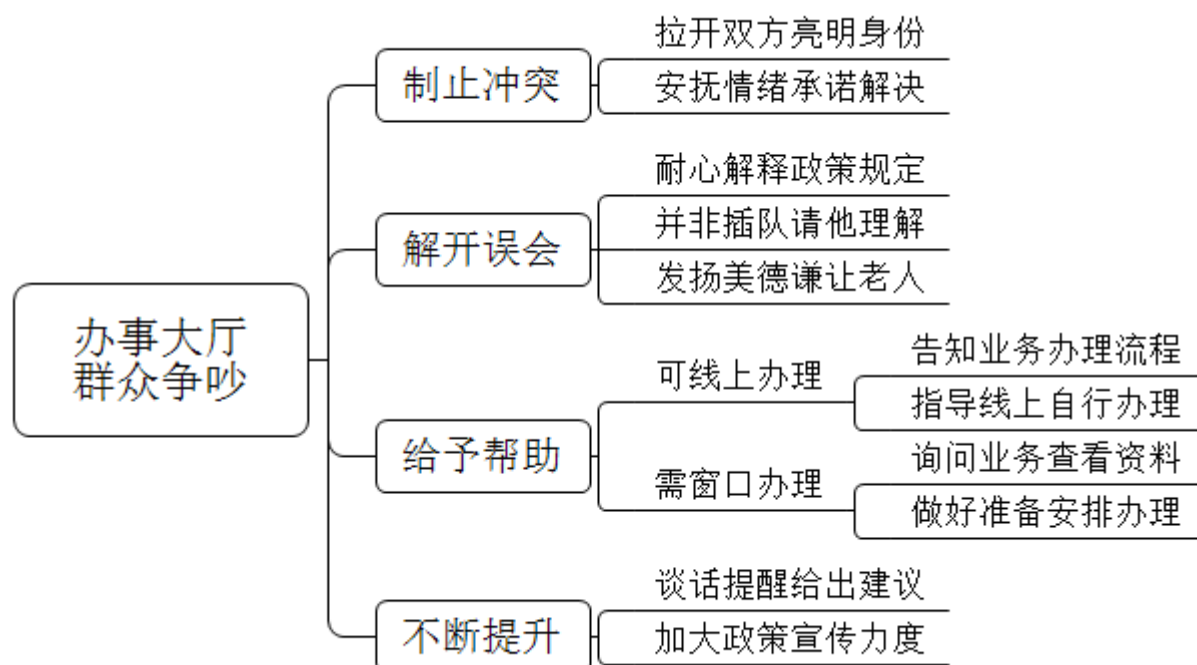 办事大厅
群众争吵
制止冲突
拉开双方亮明身份
安抚情绪承诺解决
解开误会
耐心解释政策规定
并非插队请他理解
发扬美德谦让老人
给予帮助
可线上办理
告知业务办理流程
指导线上自行办理
需窗口办理
询问业务查看资料
做好准备安排办理
不断提升
谈话提醒给出建议
加大政策宣传力度